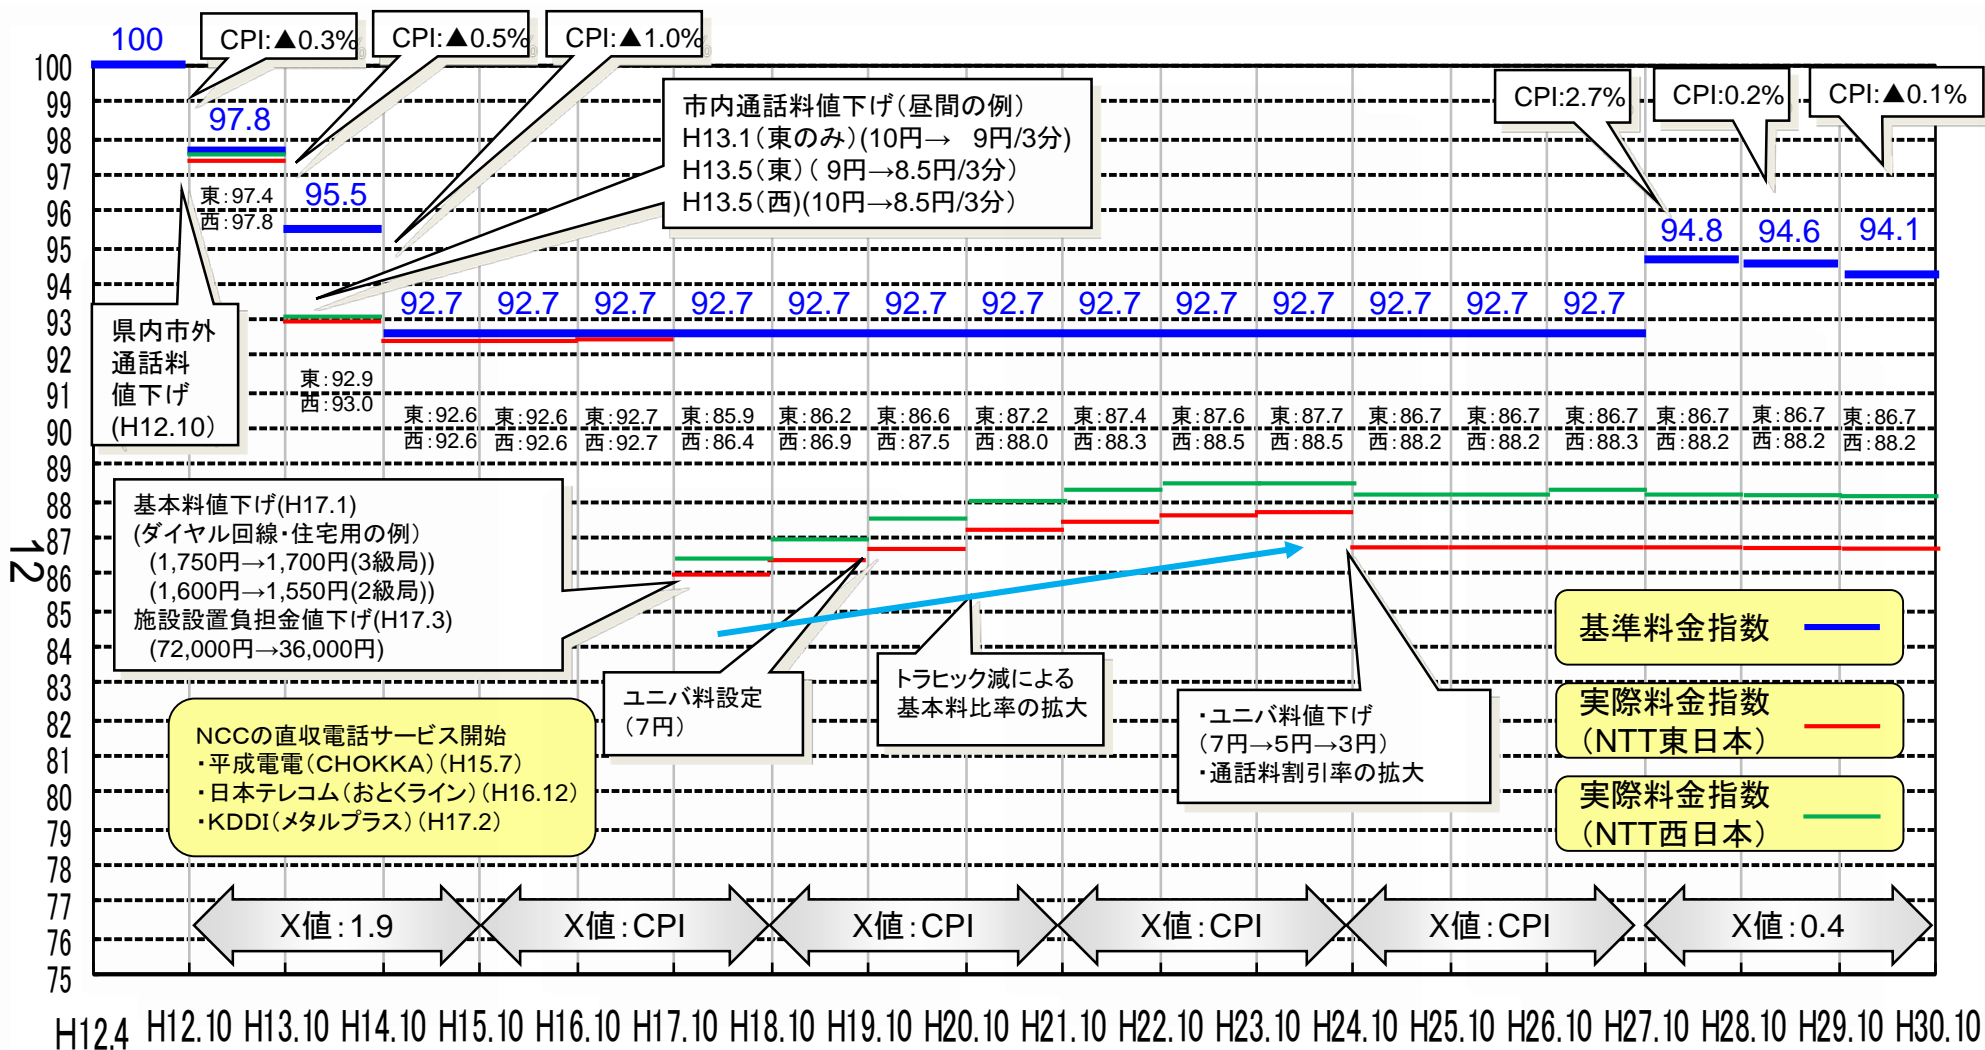 100
CPI:▲0.3%
CPI:▲0.5%
CPI:▲1.0%
97.8
東:97.4
西:97.8
95.5
市内通話料値下げ(昼間の例)
H13.1(東のみ)(10円→ 9円/3分)
H13.5(東)( 9円→8.5円/3分)
H13.5(西)(10円→8.5円/3分)
CPI:2.7%
CPI:0.2%
CPI:▲0.1%
94.8
94.6
94.1
県内市外
通話料
値下げ
(H12.10)
東:92.9
西:93.0
92.7
92.7
92.7
92.7
92.7
92.7
92.7
92.7
92.7
92.7
92.7
92.7
92.7
東:92.6
西:92.6
東:92.6
西:92.6
東:92.7
西:92.7
東:85.9
西:86.4
東:86.2
西:86.9
東:86.6
西:87.5
東:87.2
西:88.0
東:87.4
西:88.3
東:87.6
西:88.5
東:87.7
西:88.5
東:86.7
西:88.2
東:86.7
西:88.2
東:86.7
西:88.3
東:86.7
西:88.2
東:86.7
西:88.2
東:86.7
西:88.2
基本料値下げ(H17.1)
(ダイヤル回線・住宅用の例)
(1,750円→1,700円(3級局))
(1,600円→1,550円(2級局))
施設設置負担金値下げ(H17.3)
(72,000円→36,000円)
ユニバ料設定
(7円)
トラヒック減による
基本料比率の拡大
・ユニバ料値下げ
(7円→5円→3円)
・通話料割引率の拡大
基準料金指数
実際料金指数
(NTT東日本)
実際料金指数
(NTT西日本)
NCCの直収電話サービス開始
・平成電電(CHOKKA)(H15.7)
・日本テレコム(おとくライン)(H16.12)
・KDDI(メタルプラス)(H17.2)
X値:1.9
X値:CPI
X値:CPI
X値:CPI
X値:CPI
X値:0.4
100
99
98
97
96
95
94
93
92
91
90
89
88
87
86
85
84
83
82
81
80
79
78
77
76
75
H12.4
H12.10
H13.10
H14.10
H15.10
H16.10
H17.10
H18.10
H19.10
H20.10
H21.10
H22.10
H23.10
H24.10
H25.10
H26.10
H27.10
H28.10
H29.10
H30.10
12